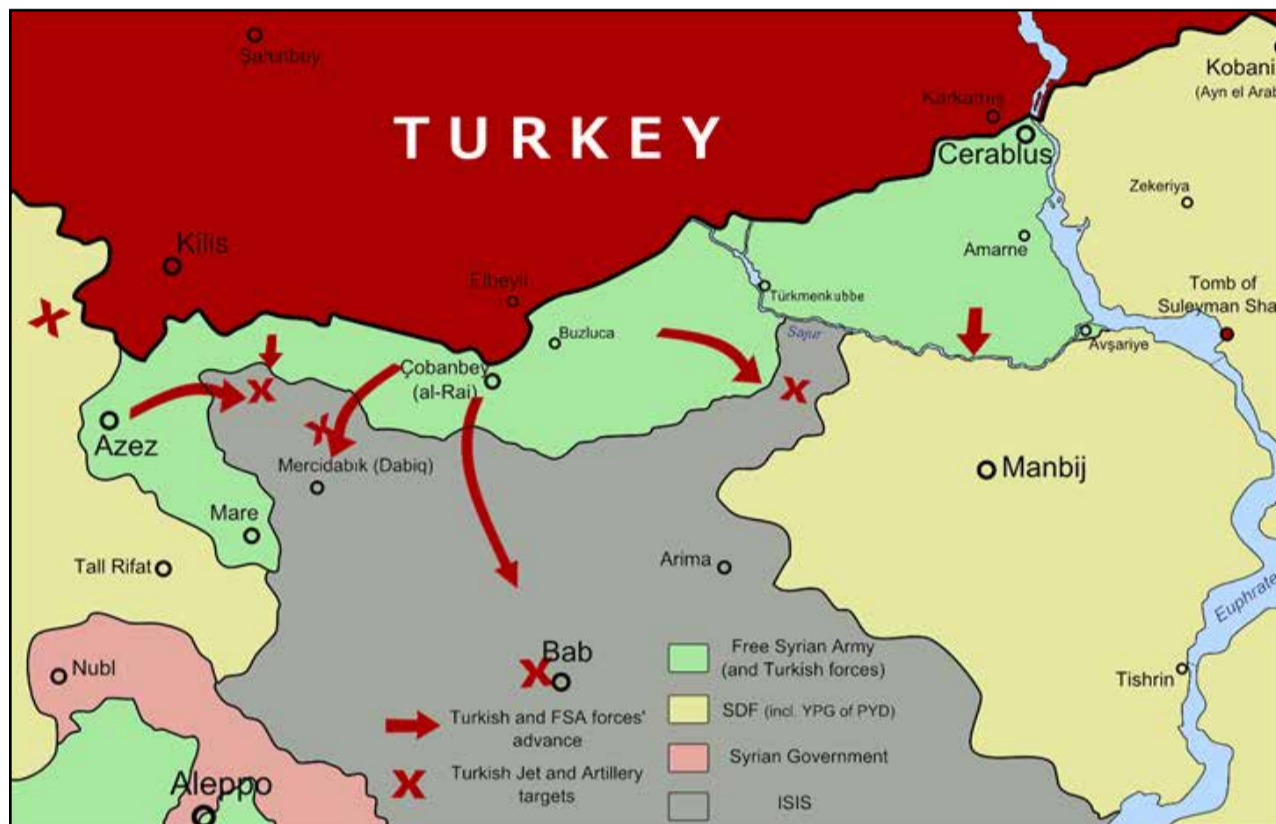 Şahinbey
TURKEY
Karkamış
Kobani
(Ayn el Arab
Cerablus
Zekeriya
Kilis
Amarne
Elbeyli
Türkmenkubbe
Tomb of
Suleyman Sha
Buzluca
Sajur
Avşariye
Çobanbey
(al-Rai)
Azez
Mercidabık (Dabiq)
Manbij
Mare
Tall Rifat
Arima
Euphrate
Nubl
Bab
Tishrin
Free Syrian Army
(and Turkish forces)
SDF (incl. YPG of PYD)
Turkish and FSA forces'
advance
Syrian Government
Turkish Jet and Artillery
targets
Aleppo
ISIS